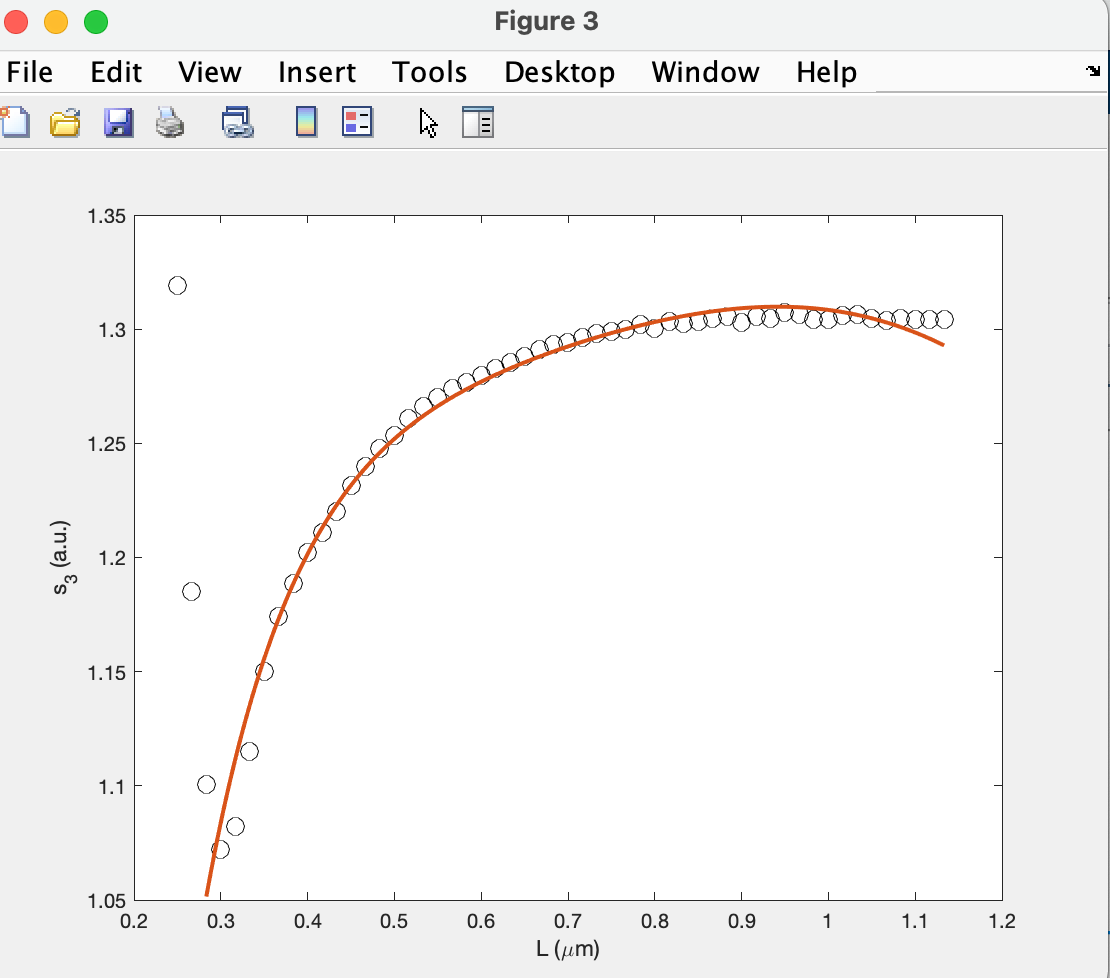 Figure 3
File Edit View Insert Tools Desktop Window Help
1.35
1.3
1.25
1.2
1.15
1.1
1.05
s3 (a.u.)
0.2 0.3 0.4 0.5 0.6 0.7 0.8 0.9 1 1.1 1.2
L (μm)